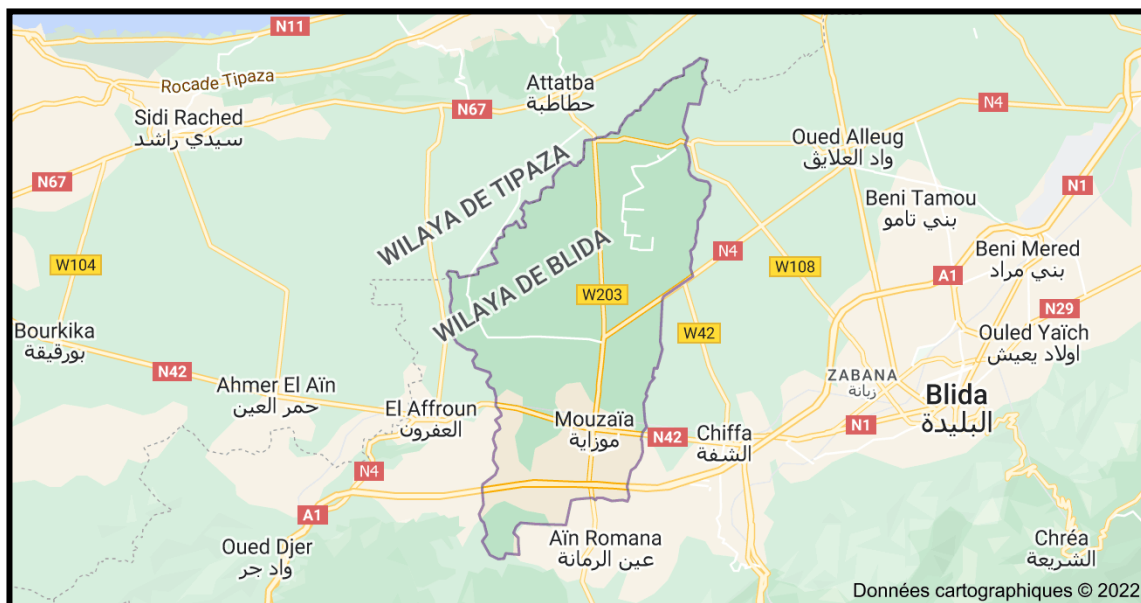 N11
Rocade Tipaza
Attatba
حطاطبة
N67
N4
Sidi Rached
سيدي راشد
Oued Alleug
واد العلايڨ
N67
WILAYA DE TIPAZA
N1
Beni Tamou
بني تامو
WILAYA DE BLIDA
N4
Beni Mered
بني مراد
W104
W108
A1
W203
N29
Bourkika
بورقيقة
W42
Ouled Yaïch
اولاد يعيش
N42
ZABANA
زبانة
Ahmer El Aïn
حمر العين
Blida
البليدة
El Affroun
العفرون
Mouzaïa
موزاية
N42
Chiffa
الشفة
N1
N4
A1
Oued Djer
واد جر
Aïn Romana
عين الرمانة
Chréa
الشريعة
Données cartographiques © 2022